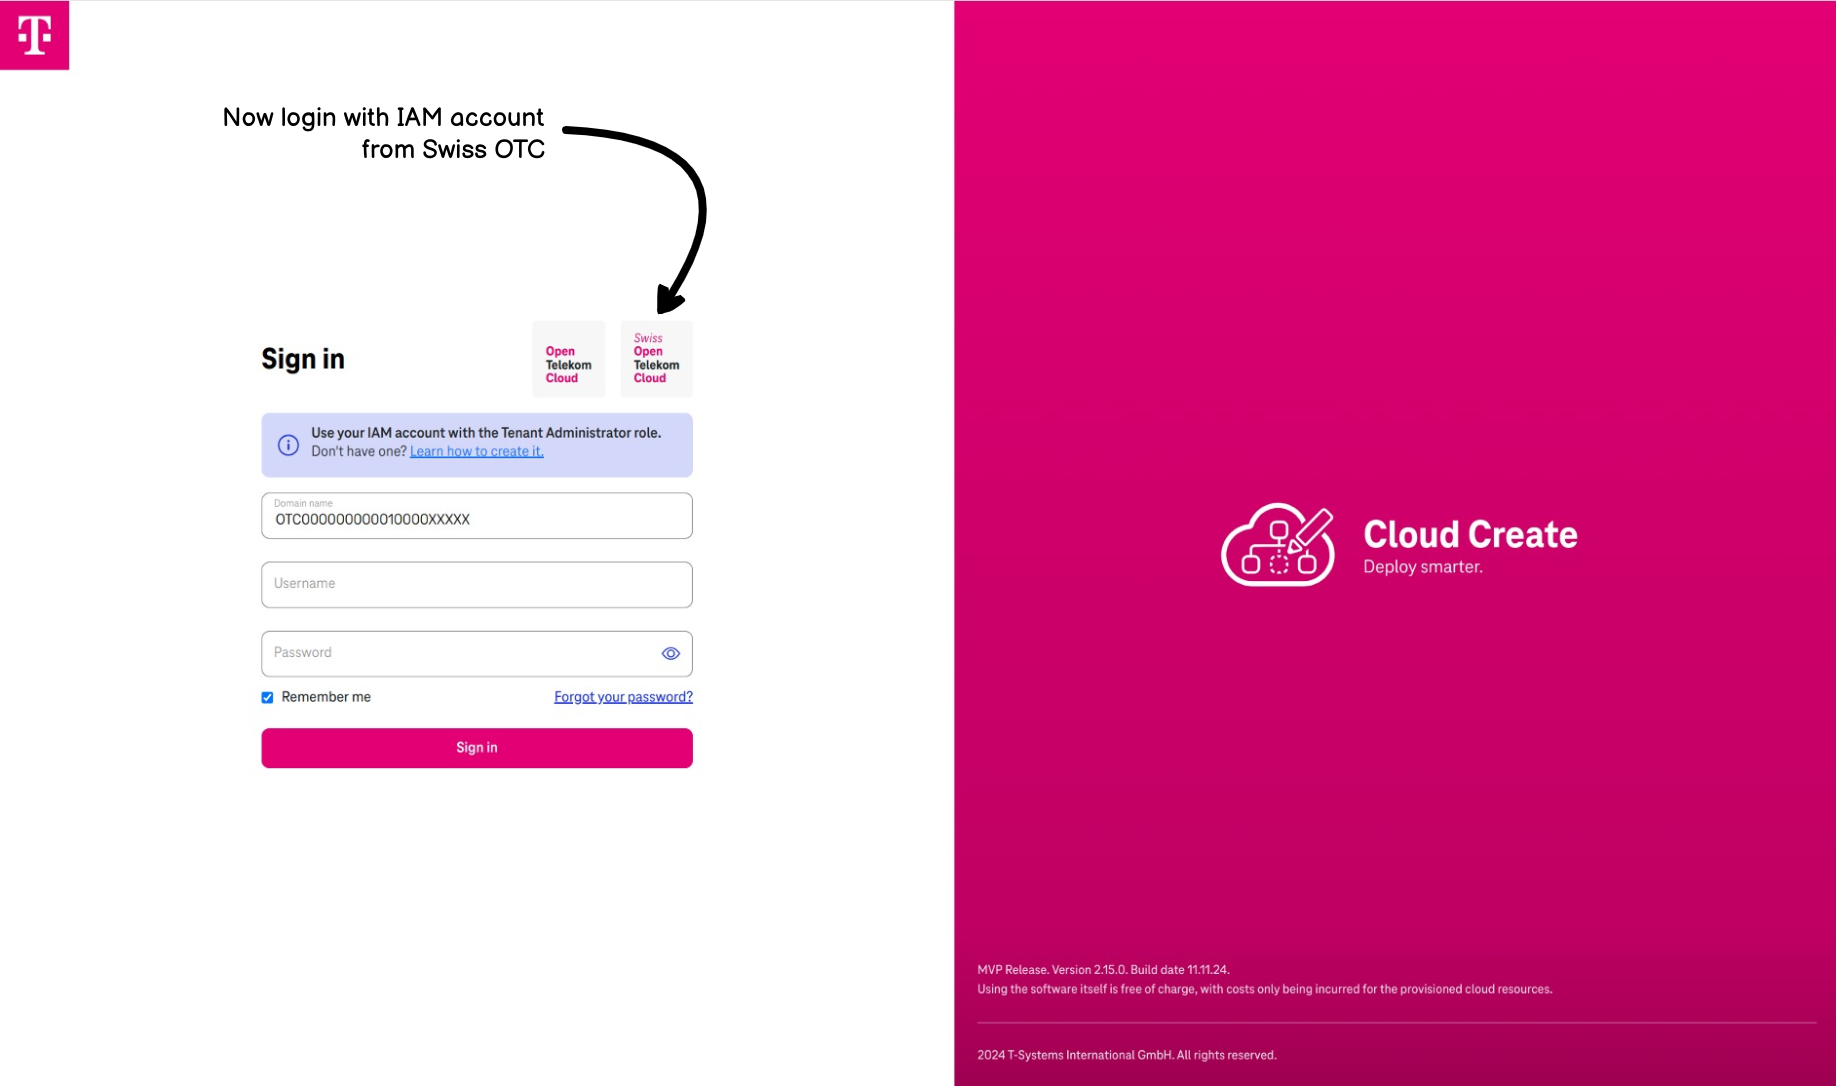 T
Now login with IAM account
from Swiss OTC
Sign in
Open
Telekom
Cloud
Swiss
Open
Telekom
Cloud
Use your IAM account with the Tenant Administrator role.
Don't have one? Learn how to create it.
Domain name
OTC000000000010000XXXXX
Username
Password
Remember me
Forgot your password?
Sign in
Cloud Create
Deploy smarter.
MVP Release. Version 2.15.0. Build date 11.11.24.
Using the software itself is free of charge, with costs only being incurred for the provisioned cloud resources.
2024 T-Systems International GmbH. All rights reserved.